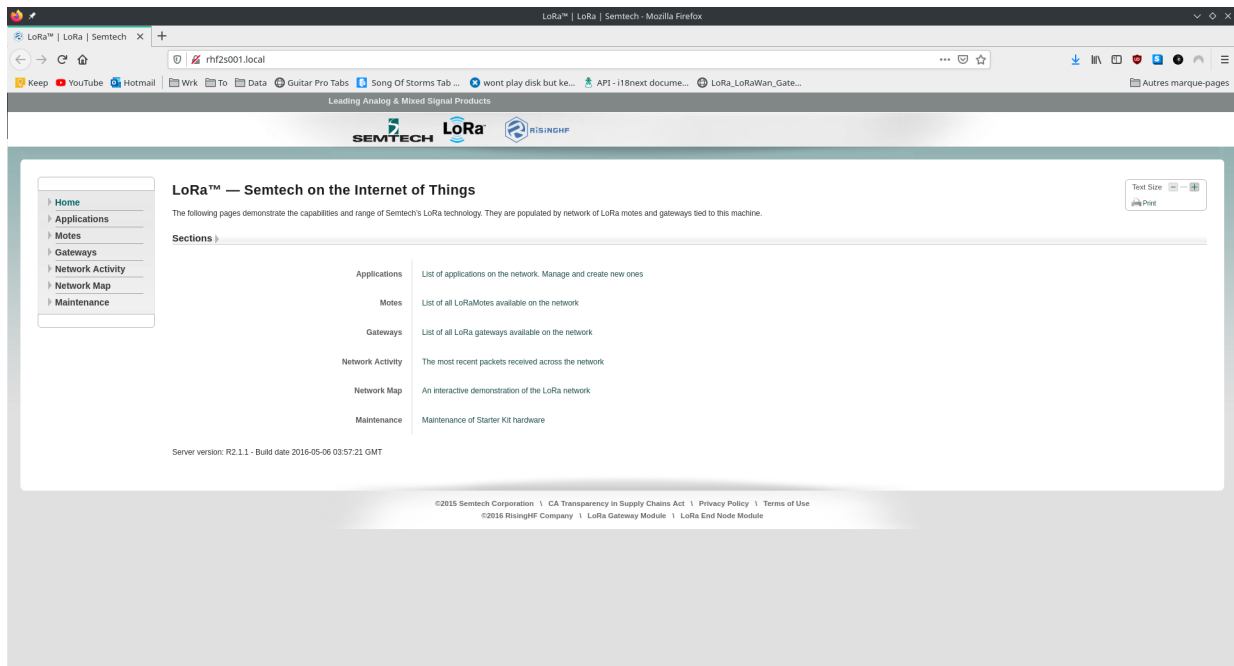 LoRa™ | LoRa | Semtech - Mozilla Firefox
LoRa™ | LoRa | Semtech
rhf2s001.local
Keep YouTube Hotmail Wrk To Data Guitar Pro Tabs Song Of Storms Tab ... wont play disk but ke... API - i18next docume... LoRa_LoRaWan_Gate... Autres marque-pages
Leading Analog & Mixed Signal Products
SEMTECH LoRa RISINGHF
Home
Applications
Motes
Gateways
Network Activity
Network Map
Maintenance
LoRa™ — Semtech on the Internet of Things
The following pages demonstrate the capabilities and range of Semtech's LoRa technology. They are populated by network of LoRa motes and gateways tied to this machine.
Text Size
Print
Sections
Applications List of applications on the network. Manage and create new ones
Motes List of all LoRaMotes available on the network
Gateways List of all LoRa gateways available on the network
Network Activity The most recent packets received across the network
Network Map An interactive demonstration of the LoRa network
Maintenance Maintenance of Starter Kit hardware
Server version: R2.1.1 - Build date 2016-05-06 03:57:21 GMT
©2015 Semtech Corporation \ CA Transparency in Supply Chains Act \ Privacy Policy \ Terms of Use
©2016 RisingHF Company \ LoRa Gateway Module \ LoRa End Node Module